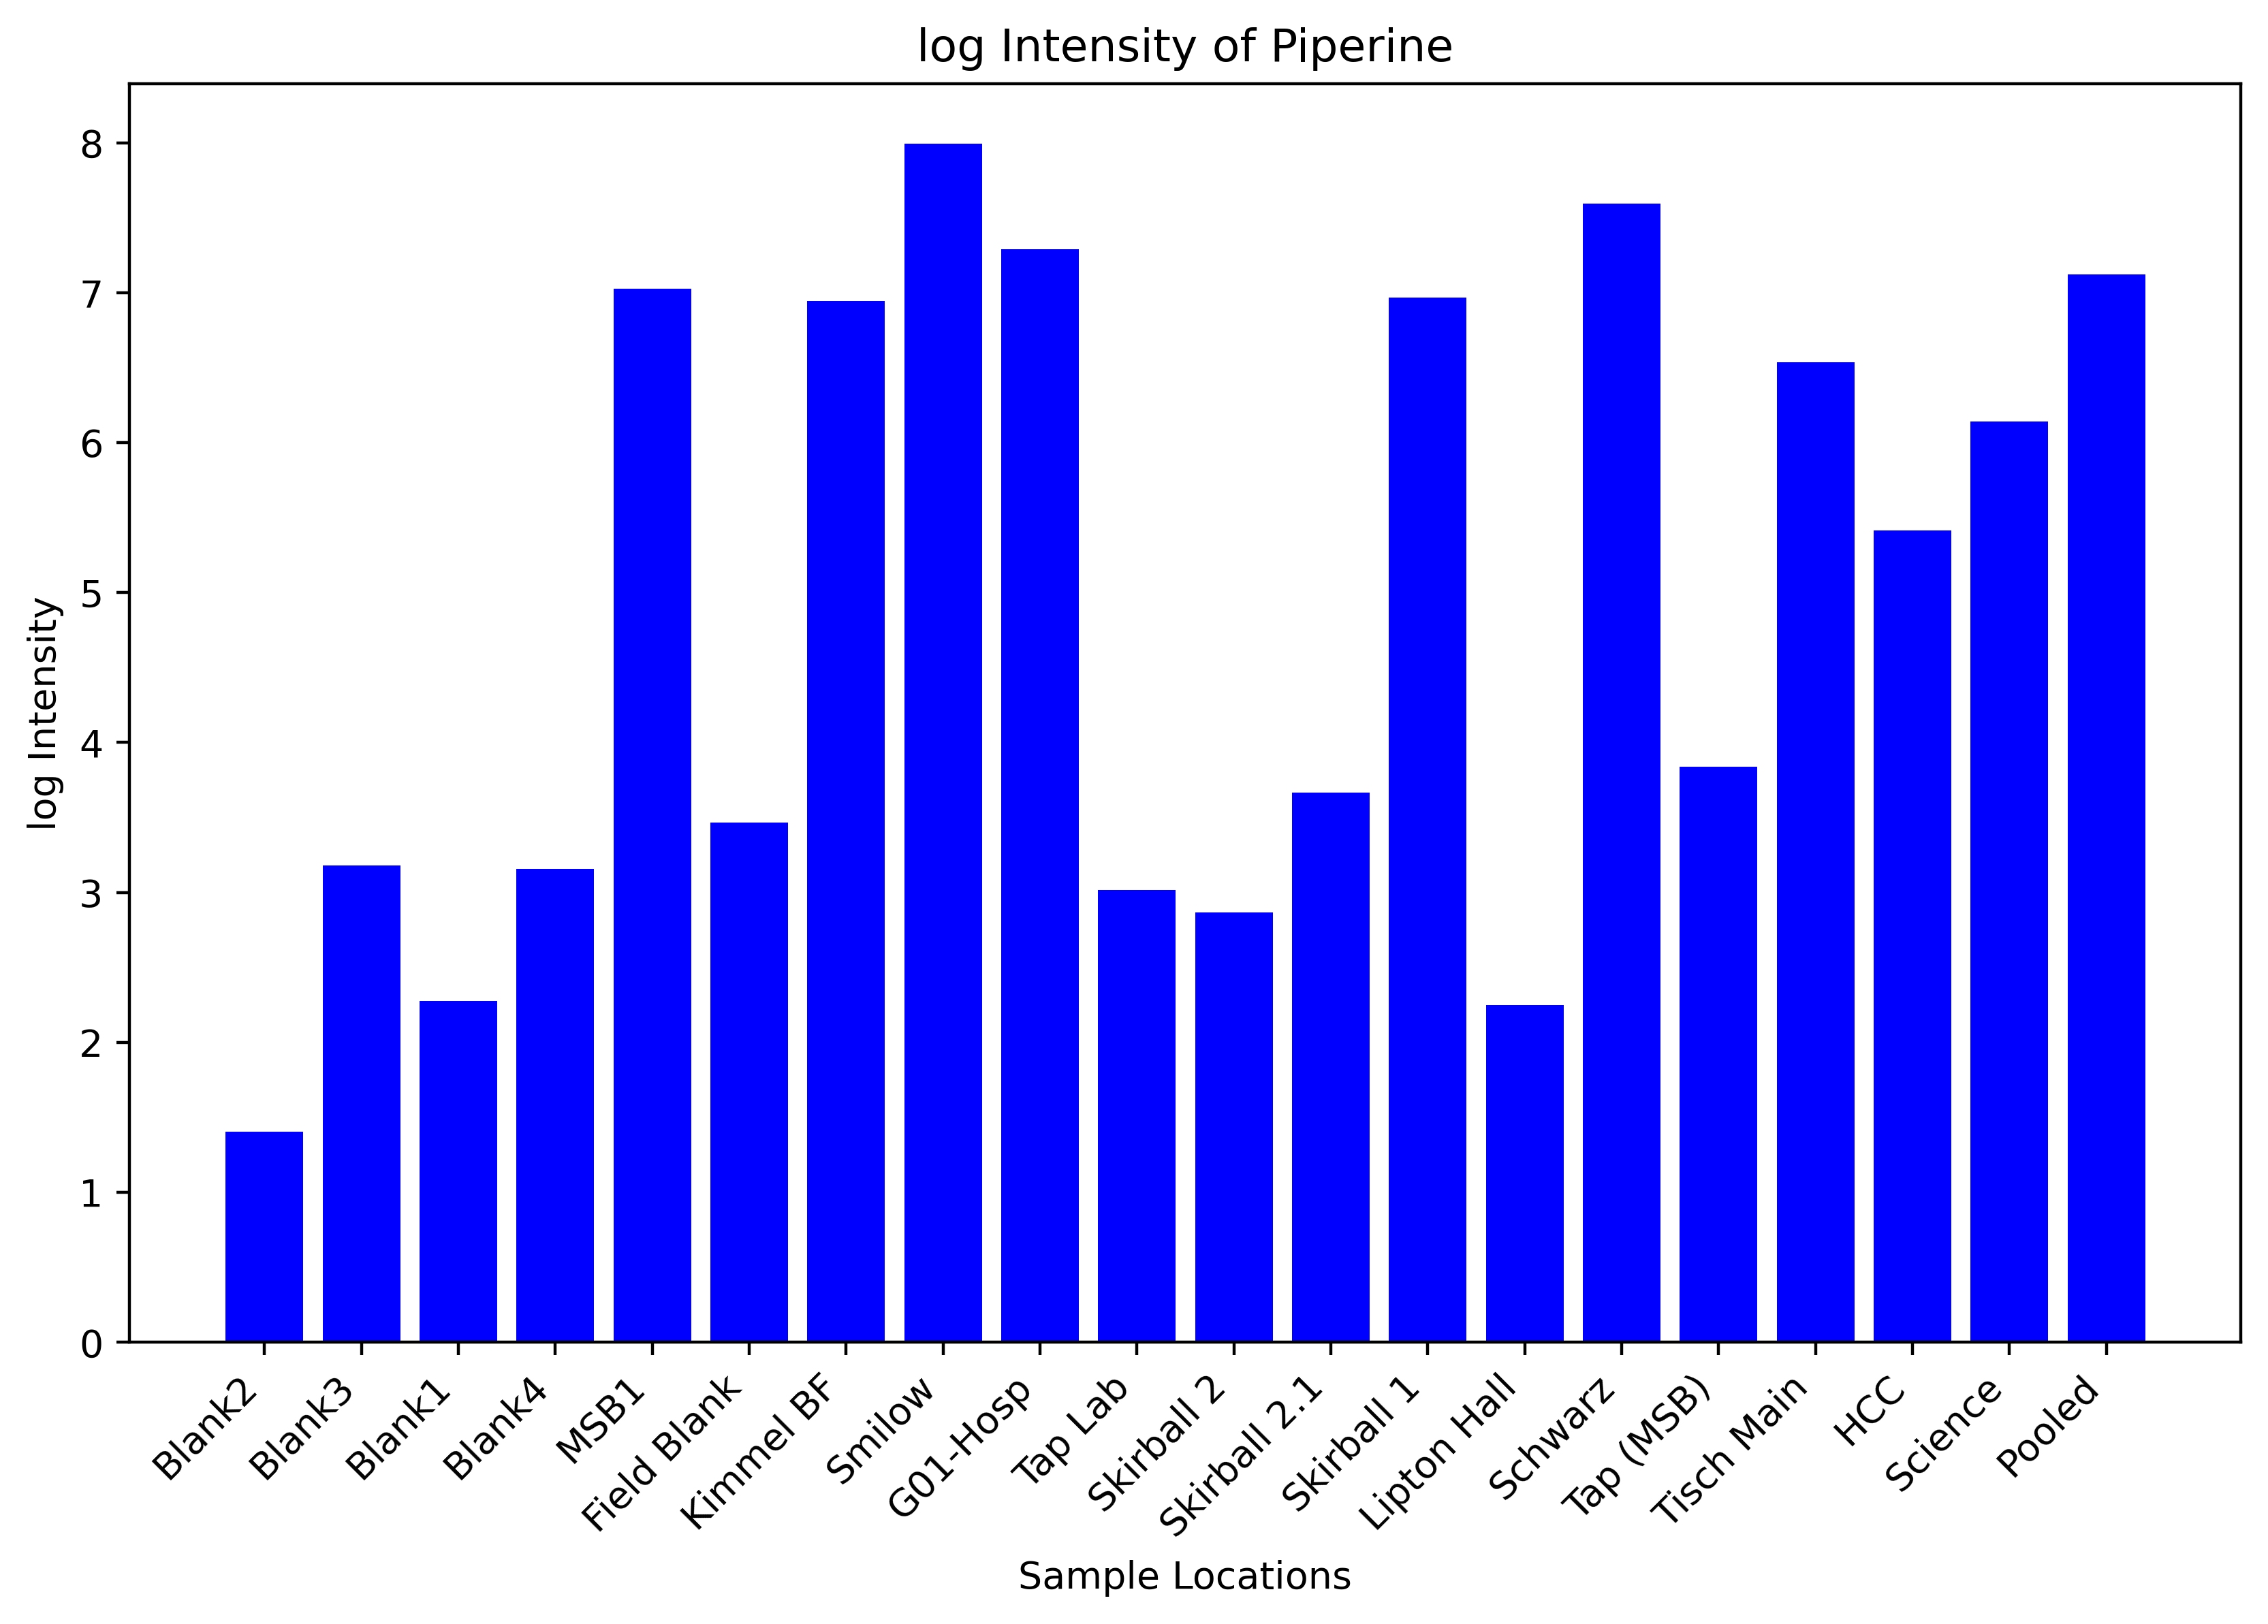 log Intensity of Piperine
log Intensity
8
7
6
5
4
3
2
1
0
Blank2
Blank3
Blank1
Blank4
MSB1
Field Blank
Kimmel BF
Smilow
G01-Hosp
Tap Lab
Skirball 2
Skirball 2.1
Skirball 1
Lipton Hall
Schwarz
Tap (MSB)
Tisch Main
HCC
Science
Pooled
Sample Locations